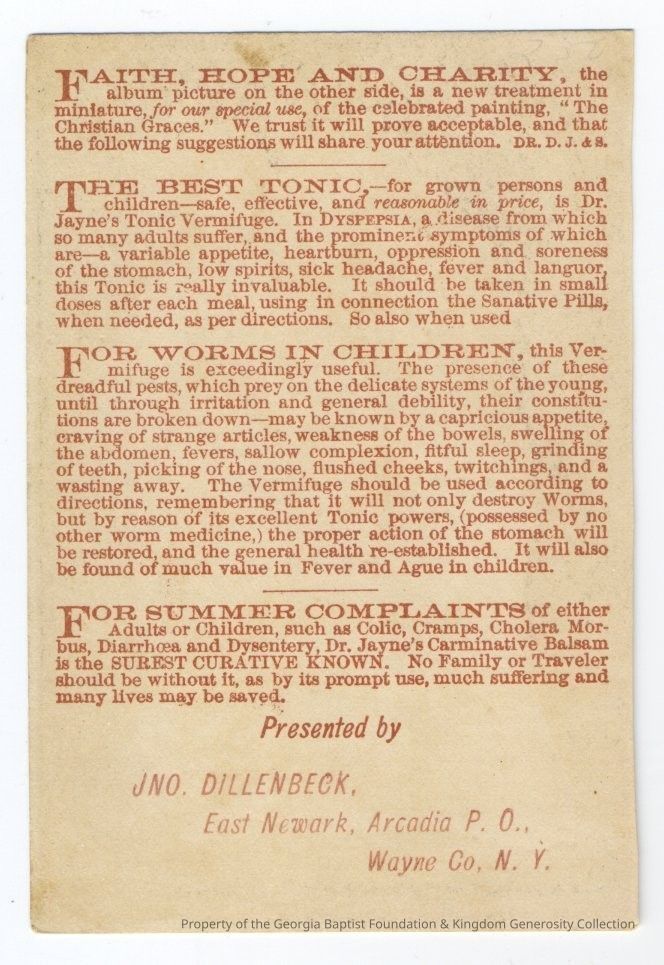 FAITH, HOPE AND CHARITY, the
album picture on the other side, is a new treatment in
miniature, for our special use, of the celebrated painting, “The
Christian Graces.” We trust it will prove acceptable, and that
the following suggestions will share your attention. DR. D. J. & S.
THE BEST TONIC,—for grown persons and
children—safe, effective, and reasonable in price, is Dr.
Jayne's Tonic Vermifuge. In DYSPEPSIA, a disease from which
so many adults suffer, and the prominent symptoms of which
are—a variable appetite, heartburn, oppression and soreness
of the stomach, low spirits, sick headache, fever and languor,
this Tonic is really invaluable. It should be taken in small
doses after each meal, using in connection the Sanative Pills,
when needed, as per directions. So also when used
FOR WORMS IN CHILDREN, this Ver-
mifuge is exceedingly useful. The presence of these
dreadful pests, which prey on the delicate systems of the young,
until through irritation and general debility, their constitu-
tions are broken down—may be known by a capricious appetite,
craving of strange articles, weakness of the bowels, swelling of
the abdomen, fevers, sallow complexion, fitful sleep, grinding
of teeth, picking of the nose, flushed cheeks, twitchings, and a
wasting away. The Vermifuge should be used according to
directions, remembering that it will not only destroy Worms,
but by reason of its excellent Tonic powers, (possessed by no
other worm medicine,) the proper action of the stomach will
be restored, and the general health re-established. It will also
be found of much value in Fever and Ague in children.
FOR SUMMER COMPLAINTS of either
Adults or Children, such as Colic, Cramps, Cholera Mor-
bus, Diarrhœa and Dysentery, Dr. Jayne's Carminative Balsam
is the SUREST CURATIVE KNOWN. No Family or Traveler
should be without it, as by its prompt use, much suffering and
many lives may be saved.
Presented by
JNO. DILLENBECK,
East Newark, Arcadia P. O.,
Wayne Co, N. Y.
Property of the Georgia Baptist Foundation & Kingdom Generosity Collection